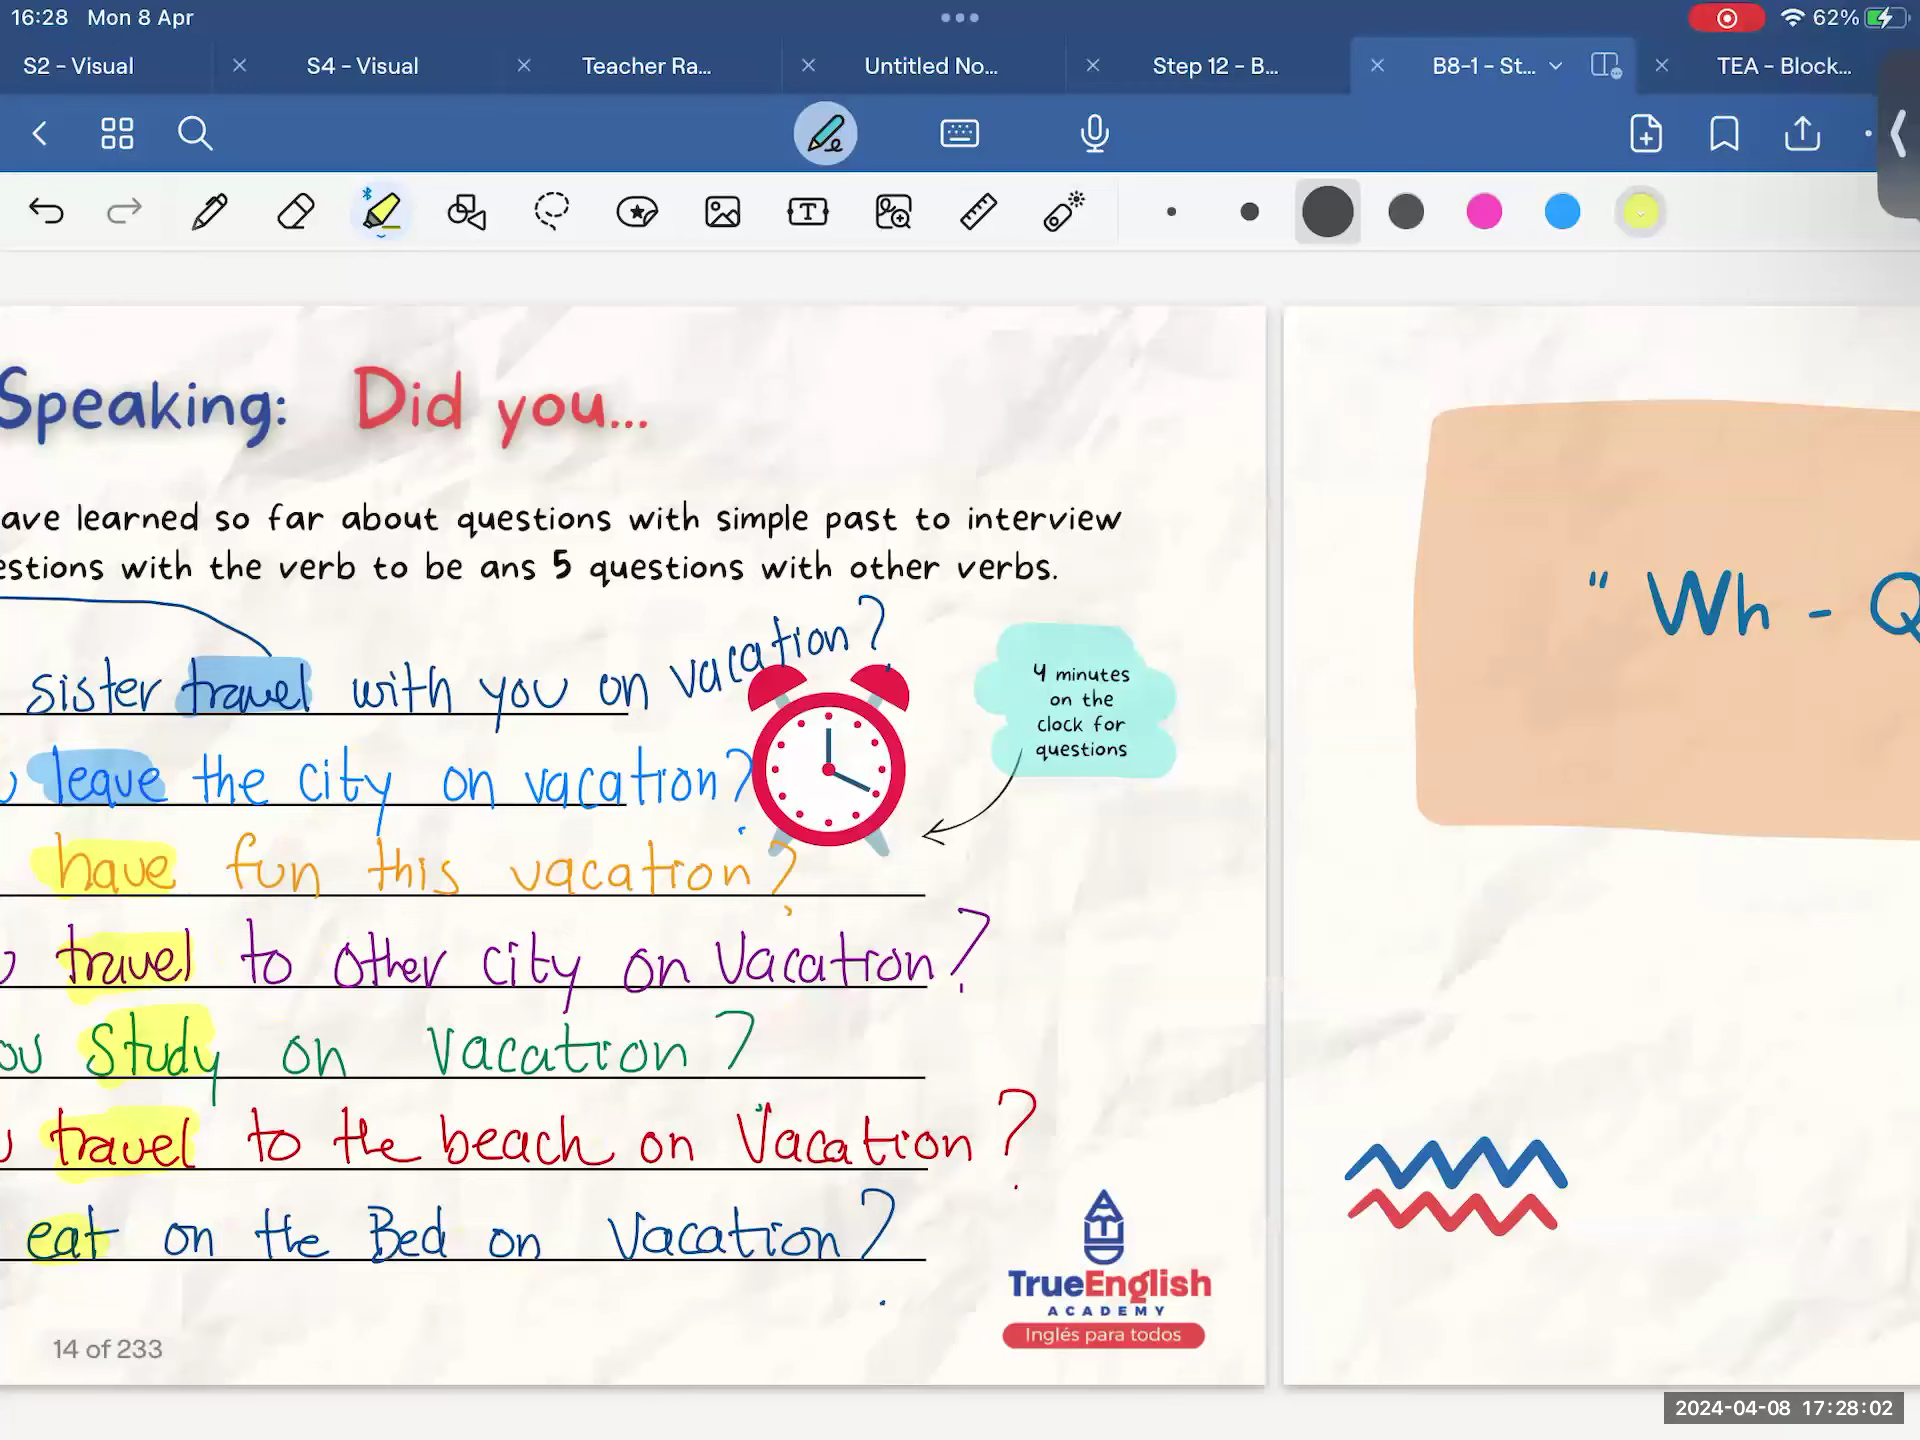 16:28 Mon 8 Apr
62%
S2 - Visual
S4 - Visual
Teacher Ra...
Untitled No...
Step 12 - B...
B8-1 - St...
TEA - Block...
Speaking: Did you...
ave learned so far about questions with simple past to interview
estions with the verb to be ans 5 questions with other verbs.
sister travel with you on vacation?
leave the city on vacation?
have fun this vacation?
travel to other city on Vacation?
ou study on Vacation?
travel to the beach on Vacation?
eat on the Bed on Vacation?
4 minutes
on the
clock for
questions
TrueEnglish
ACADEMY
Inglés para todos
14 of 233
" Wh - Q
2024-04-08 17:28:02